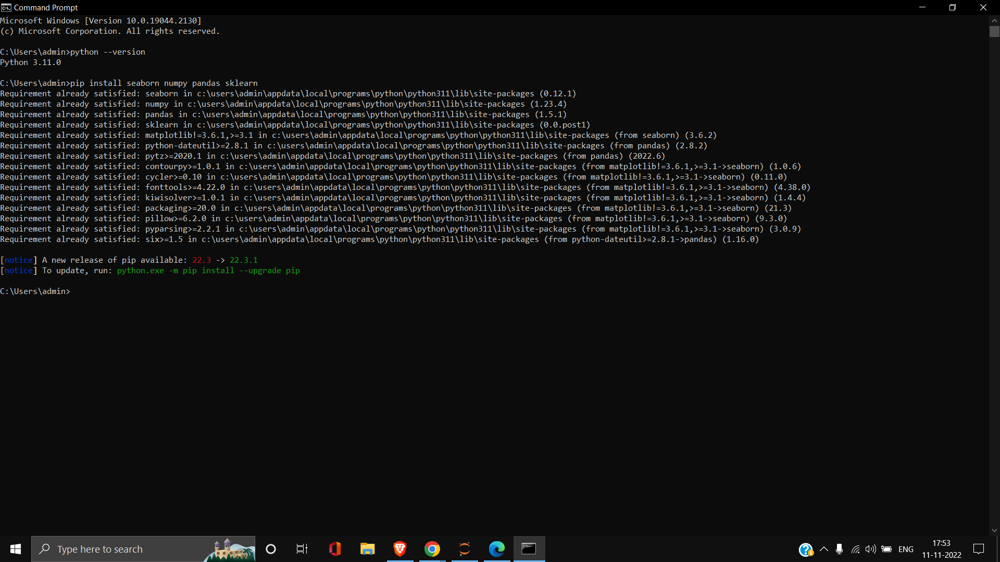 Command Prompt
Microsoft Windows [Version 10.0.19044.2130]
(c) Microsoft Corporation. All rights reserved.
C:\Users\admin>python --version
Python 3.11.0
C:\Users\admin>pip install seaborn numpy pandas sklearn
Requirement already satisfied: seaborn in c:\users\admin\appdata\local\programs\python\python311\lib\site-packages (0.12.1)
Requirement already satisfied: numpy in c:\users\admin\appdata\local\programs\python\python311\lib\site-packages (1.23.4)
Requirement already satisfied: pandas in c:\users\admin\appdata\local\programs\python\python311\lib\site-packages (1.5.1)
Requirement already satisfied: sklearn in c:\users\admin\appdata\local\programs\python\python311\lib\site-packages (0.0.post1)
Requirement already satisfied: matplotlib!=3.6.1,>=3.1 in c:\users\admin\appdata\local\programs\python\python311\lib\site-packages (from seaborn) (3.6.2)
Requirement already satisfied: python-dateutil>=2.8.1 in c:\users\admin\appdata\local\programs\python\python311\lib\site-packages (from pandas) (2.8.2)
Requirement already satisfied: pytz>=2020.1 in c:\users\admin\appdata\local\programs\python\python311\lib\site-packages (from pandas) (2022.6)
Requirement already satisfied: contourpy>=1.0.1 in c:\users\admin\appdata\local\programs\python\python311\lib\site-packages (from matplotlib!=3.6.1,>=3.1->seaborn) (1.0.6)
Requirement already satisfied: cycler>=0.10 in c:\users\admin\appdata\local\programs\python\python311\lib\site-packages (from matplotlib!=3.6.1,>=3.1->seaborn) (0.11.0)
Requirement already satisfied: fonttools>=4.22.0 in c:\users\admin\appdata\local\programs\python\python311\lib\site-packages (from matplotlib!=3.6.1,>=3.1->seaborn) (4.38.0)
Requirement already satisfied: kiwisolver>=1.0.1 in c:\users\admin\appdata\local\programs\python\python311\lib\site-packages (from matplotlib!=3.6.1,>=3.1->seaborn) (1.4.4)
Requirement already satisfied: packaging>=20.0 in c:\users\admin\appdata\local\programs\python\python311\lib\site-packages (from matplotlib!=3.6.1,>=3.1->seaborn) (21.3)
Requirement already satisfied: pillow>=6.2.0 in c:\users\admin\appdata\local\programs\python\python311\lib\site-packages (from matplotlib!=3.6.1,>=3.1->seaborn) (9.3.0)
Requirement already satisfied: pyparsing>=2.2.1 in c:\users\admin\appdata\local\programs\python\python311\lib\site-packages (from matplotlib!=3.6.1,>=3.1->seaborn) (3.0.9)
Requirement already satisfied: six>=1.5 in c:\users\admin\appdata\local\programs\python\python311\lib\site-packages (from python-dateutil>=2.8.1->pandas) (1.16.0)
[notice] A new release of pip available: 22.3 -> 22.3.1
[notice] To update, run: python.exe -m pip install --upgrade pip
C:\Users\admin>
Type here to search
ENG
17:53
11-11-2022